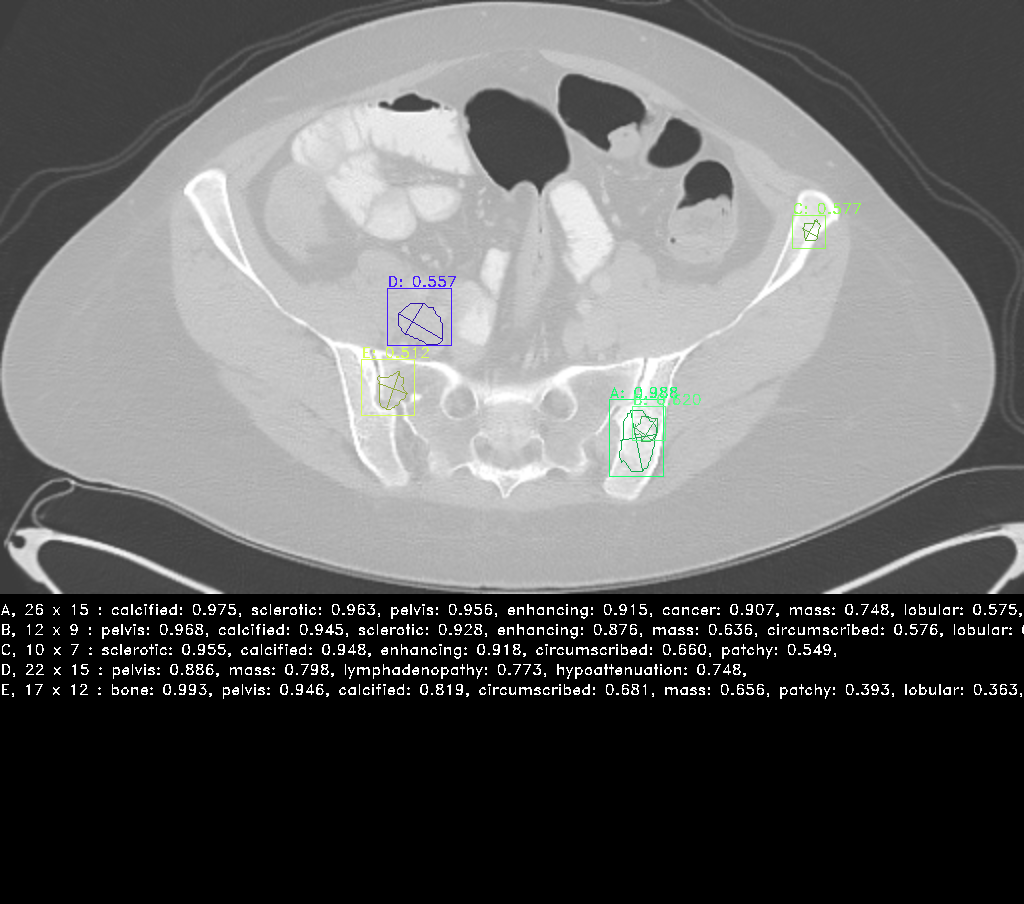 C: 0.577
D: 0.557
0.512
A: 0.988
A, 26 x 15 : calcified: 0.975, sclerotic: 0.963, pelvis: 0.956, enhancing: 0.915, cancer: 0.907, mass: 0.748, lobular: 0.575,
B, 12 x 9 : pelvis: 0.968, calcified: 0.945, sclerotic: 0.928, enhancing: 0.876, mass: 0.636, circumscribed: 0.576, lobular:
C, 10 x 7 : sclerotic: 0.955, calcified: 0.948, enhancing: 0.918, circumscribed: 0.660, patchy: 0.549,
D, 22 x 15 : pelvis: 0.886, mass: 0.798, lymphadenopathy: 0.773, hypoattenuation: 0.748,
E, 17 x 12 : bone: 0.993, pelvis: 0.946, calcified: 0.819, circumscribed: 0.681, mass: 0.656, patchy: 0.393, lobular: 0.363,